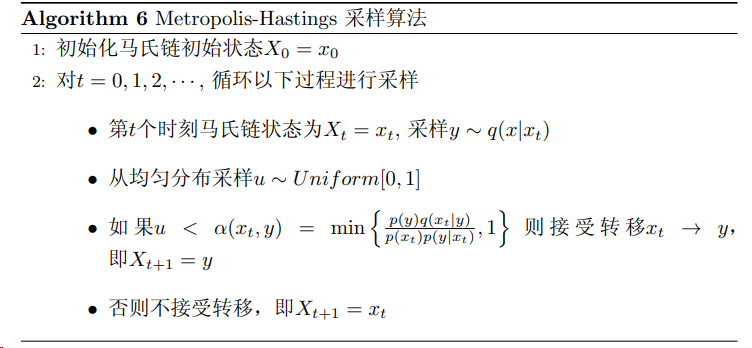 Algorithm 6 Metropolis-Hastings 采样算法
1: 初始化马氏链初始状态$X_0 = x_0$
2: 对$t = 0, 1, 2, \cdots$, 循环以下过程进行采样
• 第$t$个时刻马氏链状态为$X_t = x_t$, 采样$y \sim q(x|x_t)$
• 从均匀分布采样$u \sim Uniform[0, 1]$
• 如果$u < \alpha(x_t, y) = \min\left\{\frac{p(y)q(x_t|y)}{p(x_t)p(y|x_t)}, 1\right\}$ 则接受转移$x_t \rightarrow y$,
即$X_{t+1} = y$
• 否则不接受转移，即$X_{t+1} = x_t$